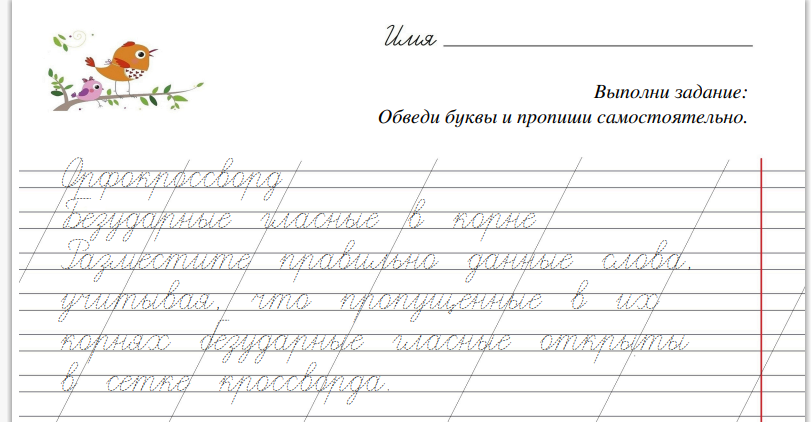 Имя
Выполни задание:
Обведи буквы и пропиши самостоятельно.
Орфокроссворд
Безударные гласные в корне
Разместите правильно данные слова,
учитывая, что пропущенные в их
корнях безударные гласные открыты
в сетке кроссворда.